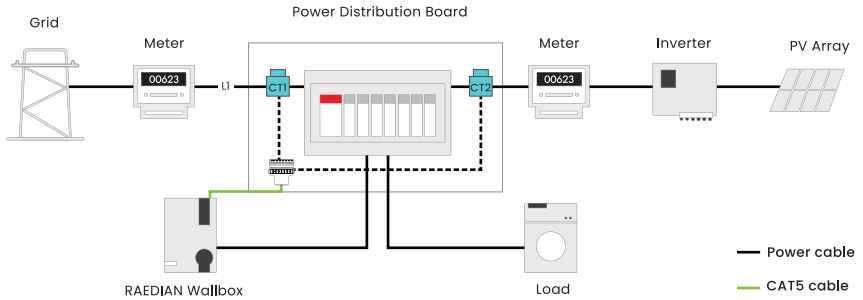 Power Distribution Board
Grid
Meter
Meter
Inverter
PV Array
00623
L1
CT1
CT2
00623
RAEDIAN Wallbox
Load
Power cable
CAT5 cable